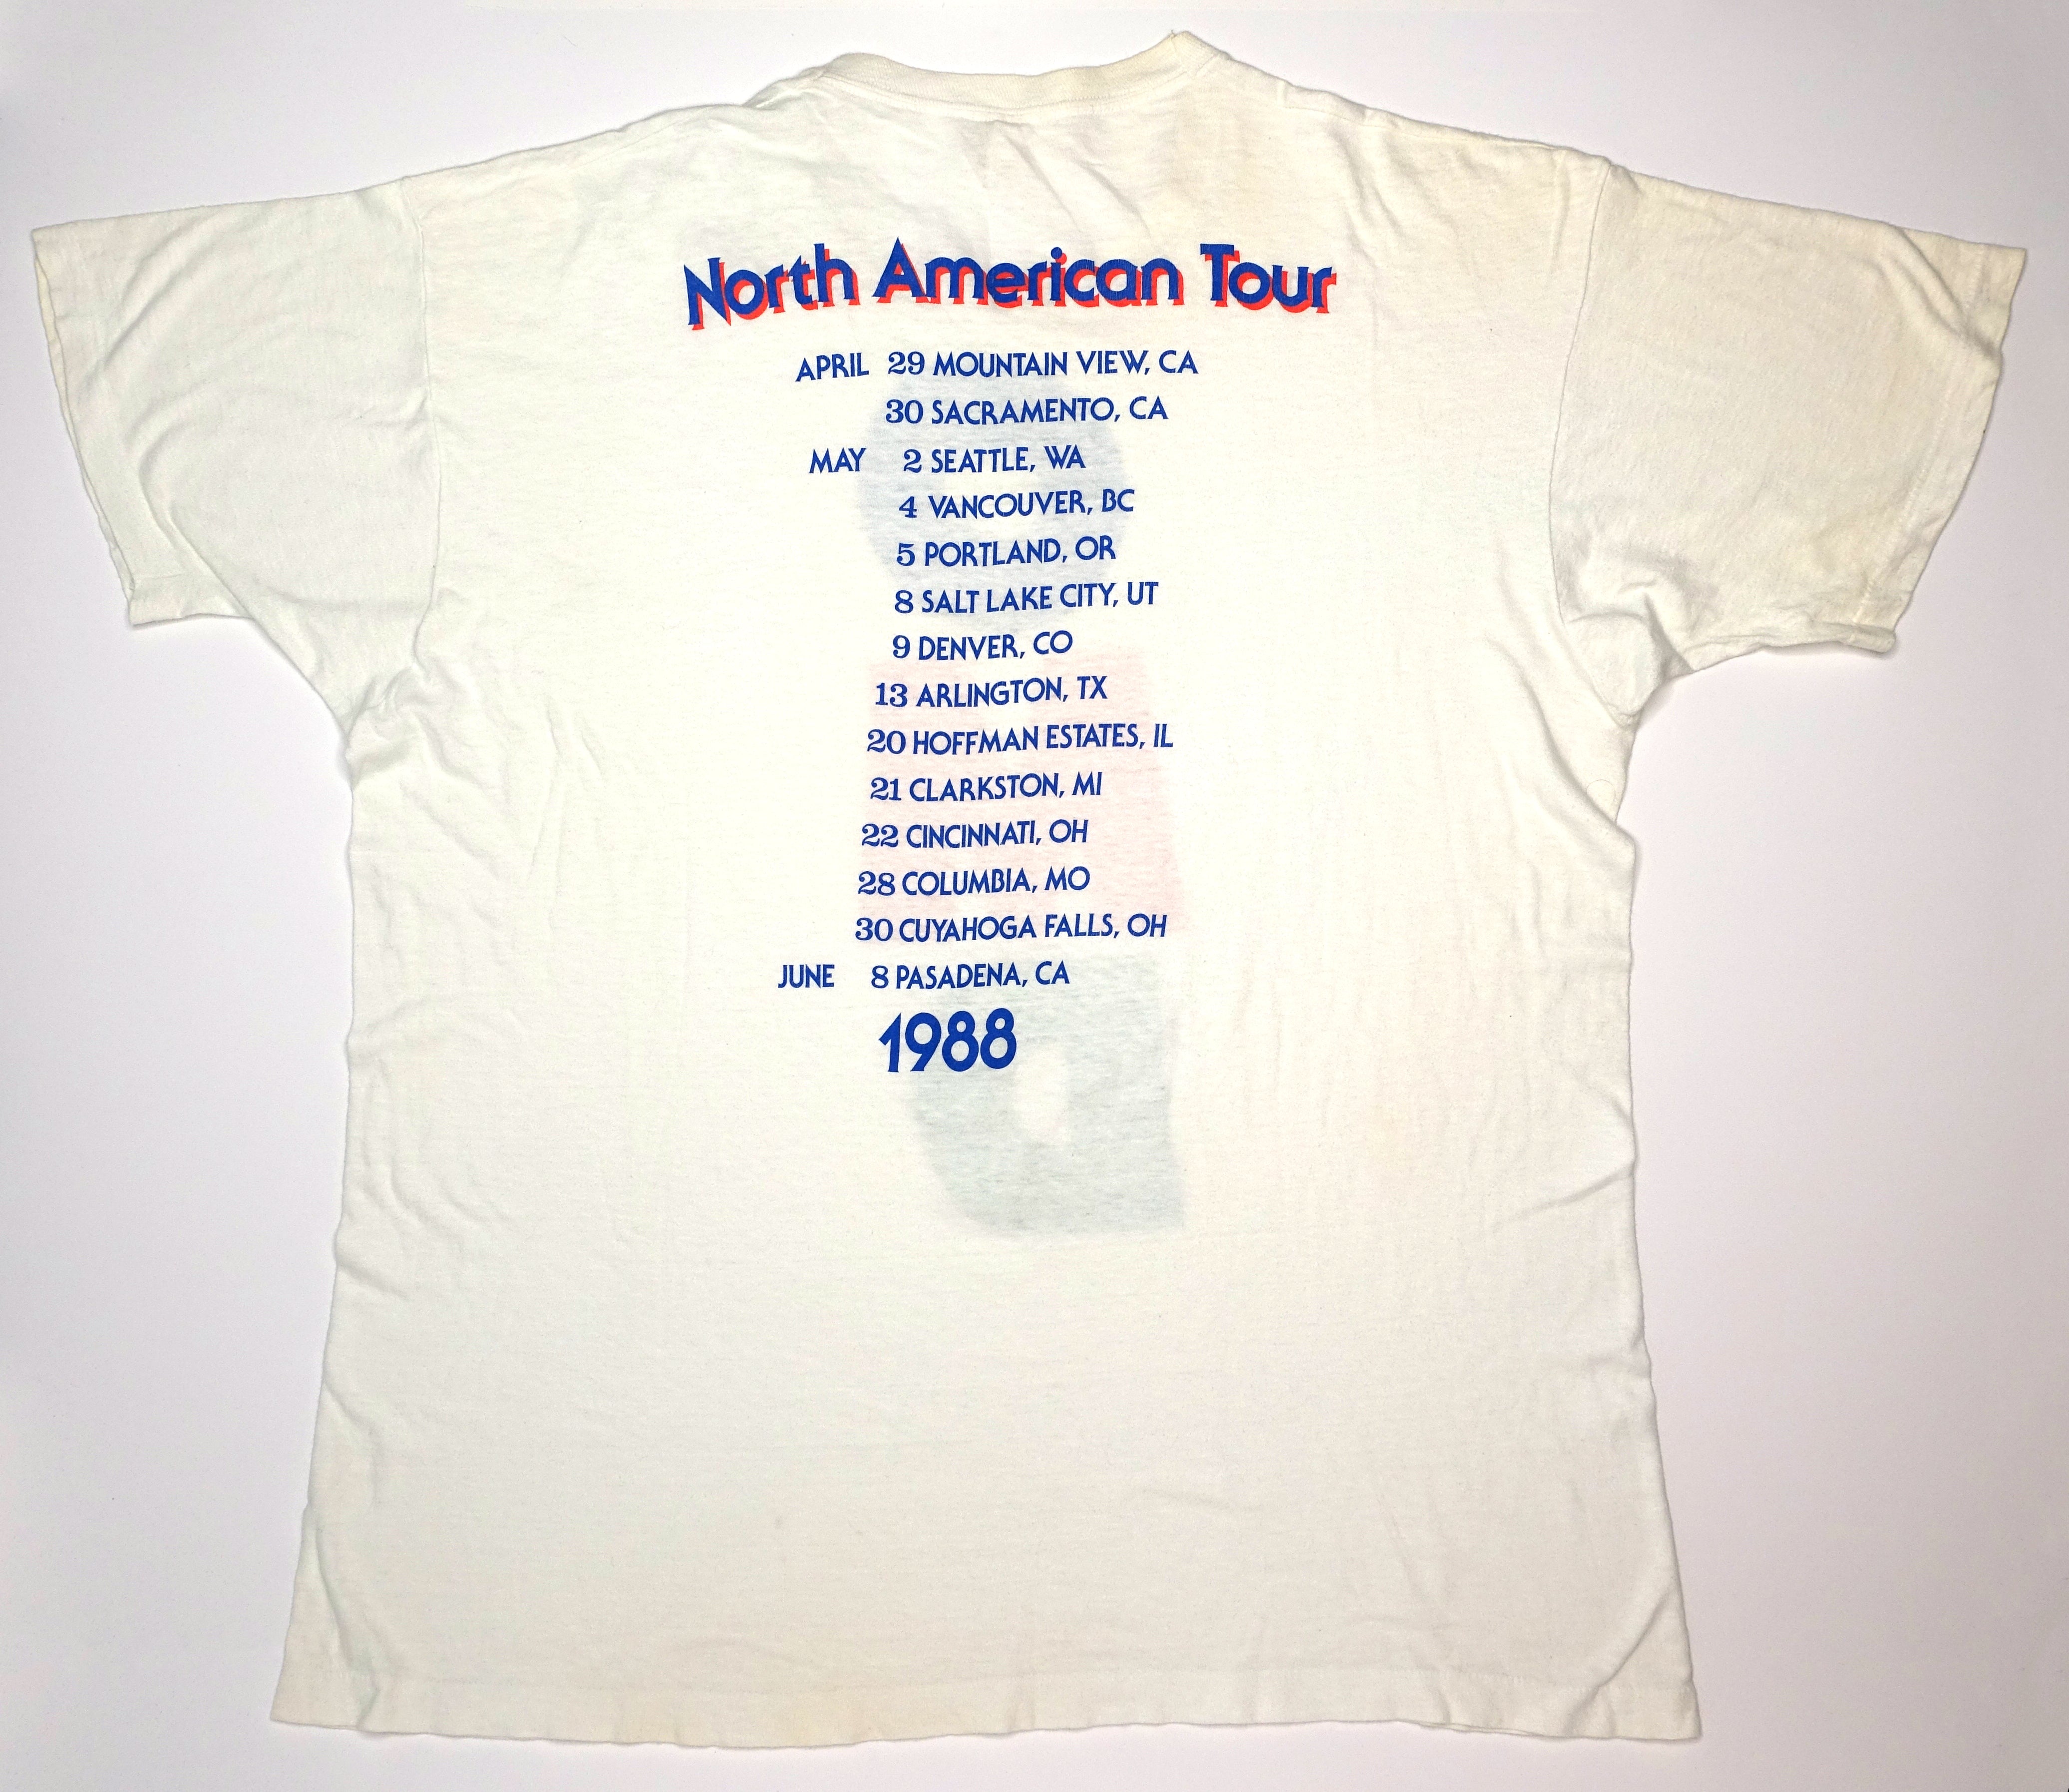 North American Tour
APRIL 29 MOUNTAIN VIEW, CA
30 SACRAMENTO, CA
MAY 2 SEATTLE, WA
4 VANCOUVER, BC
5 PORTLAND, OR
8 SALT LAKE CITY, UT
9 DENVER, CO
13 ARLINGTON, TX
20 HOFFMAN ESTATES, IL
21 CLARKSTON, MI
22 CINCINNATI, OH
28 COLUMBIA, MO
30 CUYAHOGA FALLS, OH
JUNE 8 PASADENA, CA
1988